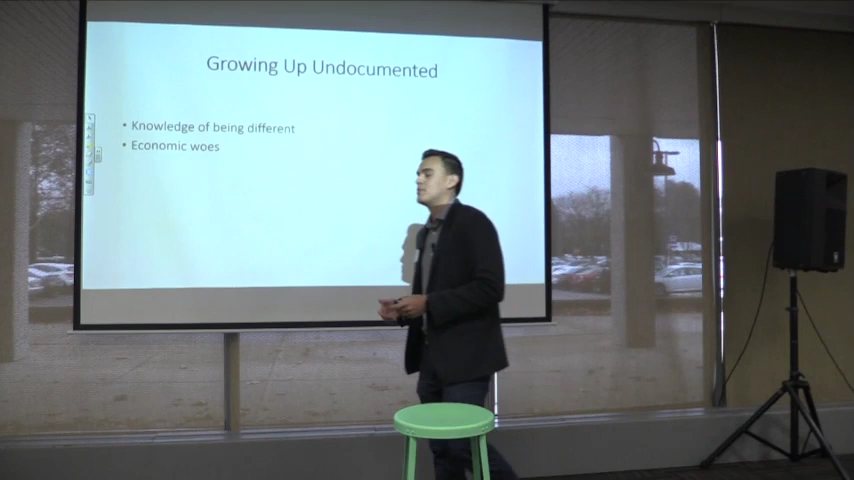 Growing Up Undocumented
• Knowledge of being different
• Economic woes